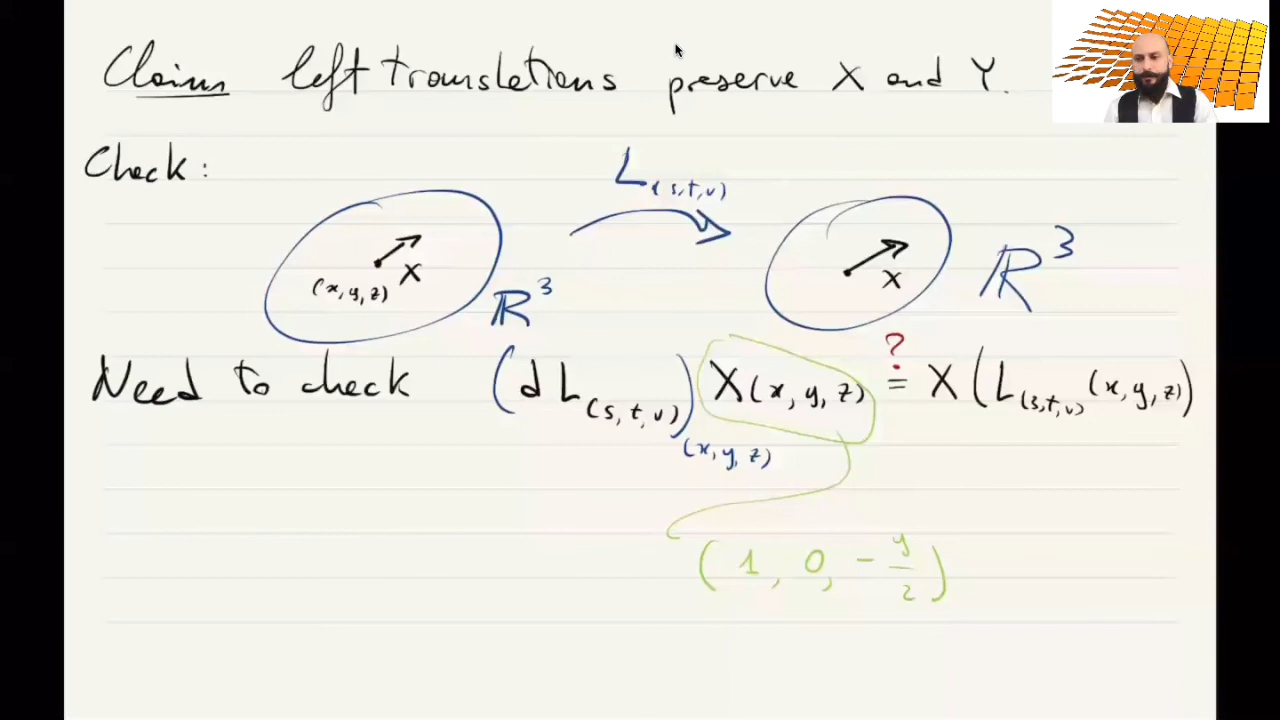 Claim left translations preserve X and Y.
Check:
L(s,t,u)
(x,y,z) X
X
ℝ³
ℝ³
Need to check (dL(s,t,u))(x,y,z) X(x,y,z) ≟ X(L(s,t,u)(x,y,z))
(1, 0, -y/2)